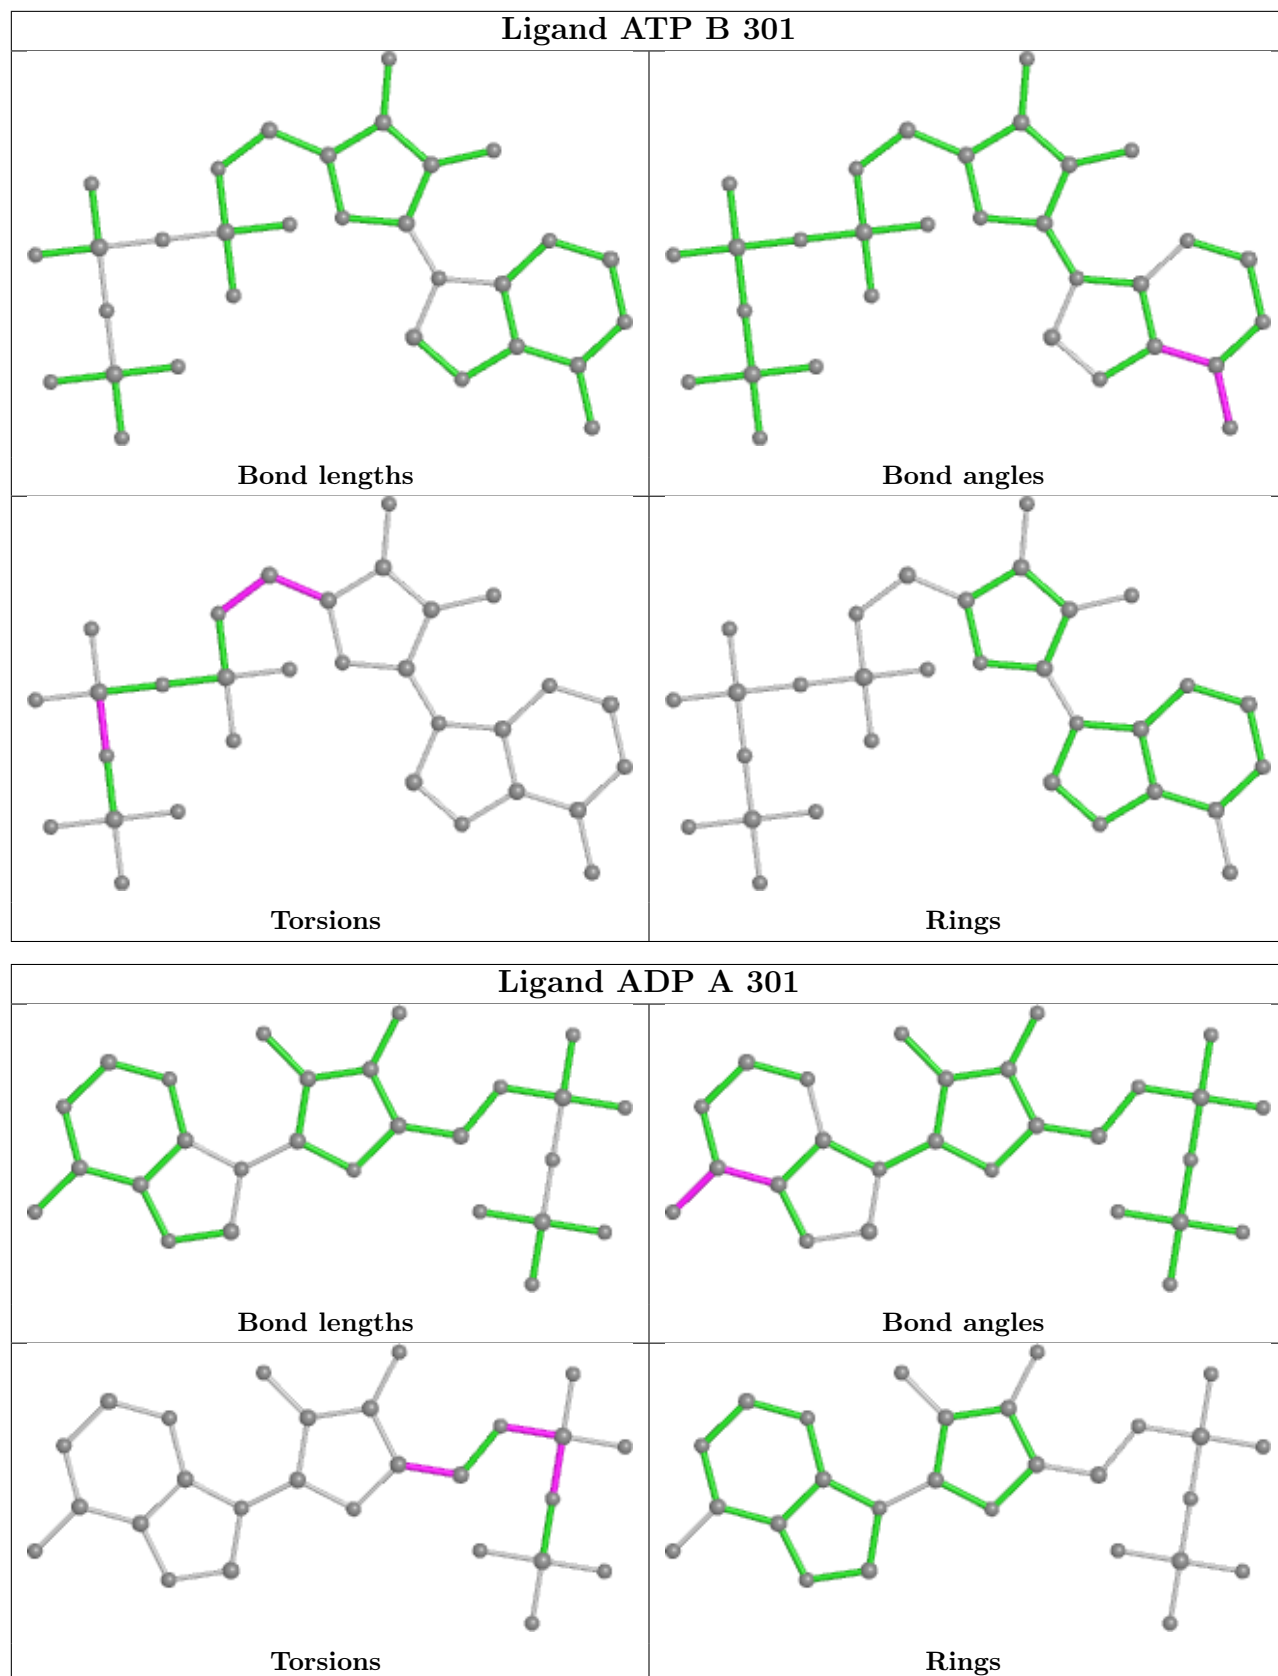 Ligand ATP B 301
Bond lengths
Bond angles
Torsions
Rings
Ligand ADP A 301
Bond lengths
Bond angles
Torsions
Rings